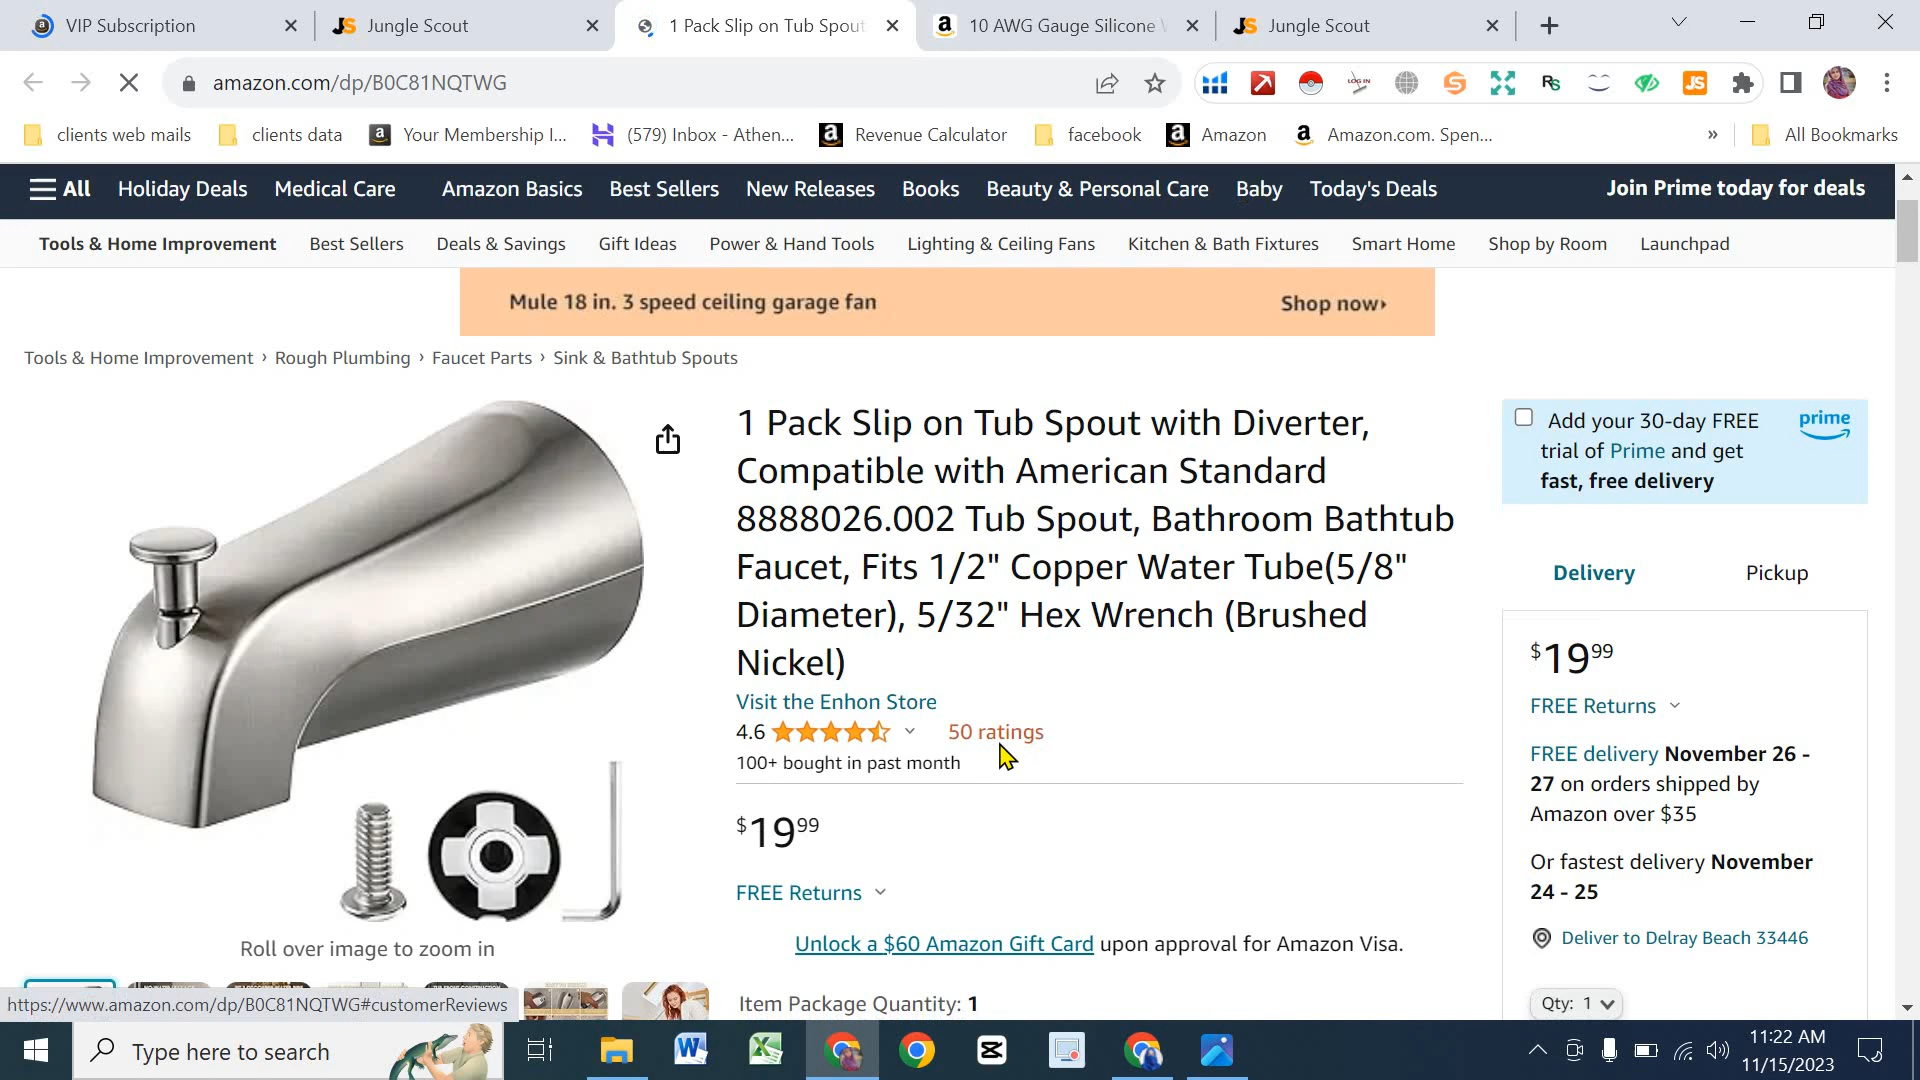 VIP Subscription
Jungle Scout
1 Pack Slip on Tub Spout
10 AWG Gauge Silicone
Jungle Scout
amazon.com/dp/B0C81NQTWG
clients web mails
clients data
Your Membership I...
(579) Inbox - Athen...
Revenue Calculator
facebook
Amazon
Amazon.com. Spen...
»
All Bookmarks
All
Holiday Deals
Medical Care
Amazon Basics
Best Sellers
New Releases
Books
Beauty & Personal Care
Baby
Today's Deals
Join Prime today for deals
Tools & Home Improvement
Best Sellers
Deals & Savings
Gift Ideas
Power & Hand Tools
Lighting & Ceiling Fans
Kitchen & Bath Fixtures
Smart Home
Shop by Room
Launchpad
Mule 18 in. 3 speed ceiling garage fan
Shop now›
Tools & Home Improvement › Rough Plumbing › Faucet Parts › Sink & Bathtub Spouts
1 Pack Slip on Tub Spout with Diverter,
Compatible with American Standard
8888026.002 Tub Spout, Bathroom Bathtub
Faucet, Fits 1/2" Copper Water Tube(5/8"
Diameter), 5/32" Hex Wrench (Brushed
Nickel)
Visit the Enhon Store
4.6
50 ratings
100+ bought in past month
$19.99
FREE Returns
Unlock a $60 Amazon Gift Card upon approval for Amazon Visa.
Item Package Quantity: 1
Roll over image to zoom in
Add your 30-day FREE
trial of Prime and get
fast, free delivery
prime
Delivery
Pickup
$19.99
FREE Returns
FREE delivery November 26 -
27 on orders shipped by
Amazon over $35
Or fastest delivery November
24 - 25
Deliver to Delray Beach 33446
Qty: 1
https://www.amazon.com/dp/B0C81NQTWG#customerReviews
Type here to search
11:22 AM
11/15/2023